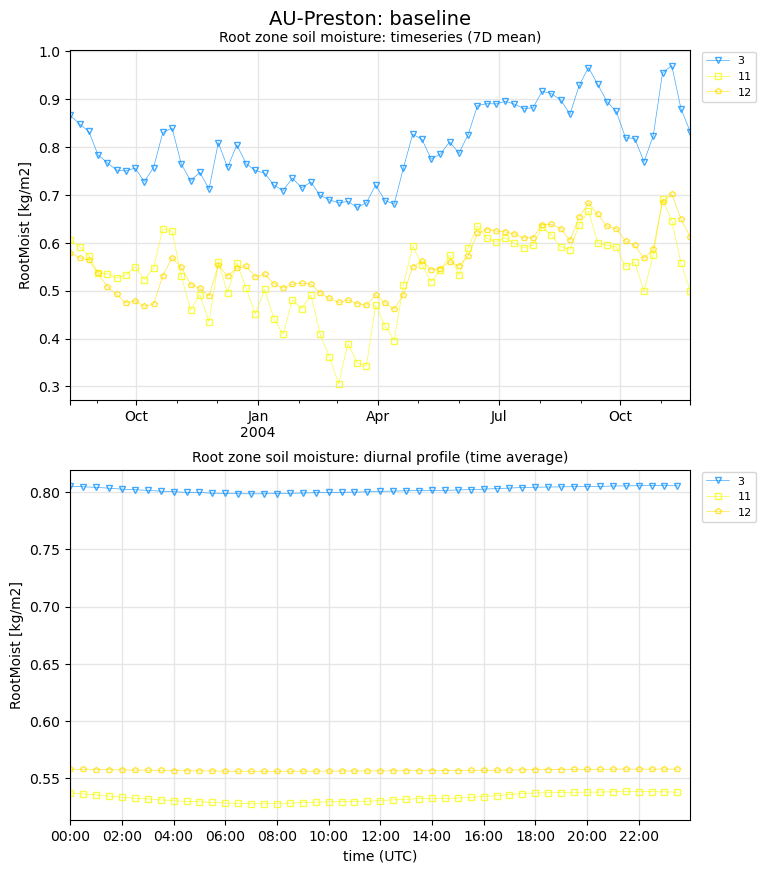 AU-Preston: baseline
Root zone soil moisture: timeseries (7D mean)
RootMoist [kg/m2]
1.0
0.9
0.8
0.7
0.6
0.5
0.4
0.3
Oct
Jan
2004
Apr
Jul
Oct
3
11
12
Root zone soil moisture: diurnal profile (time average)
RootMoist [kg/m2]
0.80
0.75
0.70
0.65
0.60
0.55
00:00 02:00 04:00 06:00 08:00 10:00 12:00 14:00 16:00 18:00 20:00 22:00
time (UTC)
3
11
12